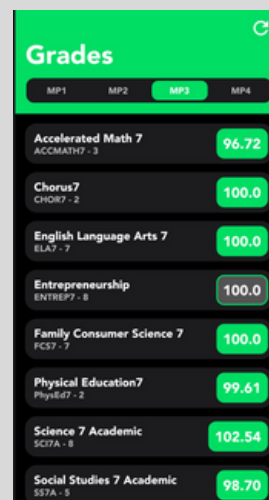 Grades
MP1 MP2 MP3 MP4
Accelerated Math 7
ACCMATH7 - 3
96.72
Chorus7
CHOR7 - 2
100.0
English Language Arts 7
ELA7 - 7
100.0
Entrepreneurship
ENTREP7 - 8
100.0
Family Consumer Science 7
FCS7 - 7
100.0
Physical Education7
PhysEd7 - 2
99.61
Science 7 Academic
SCI7A - 8
102.54
Social Studies 7 Academic
SS7A - 5
98.70